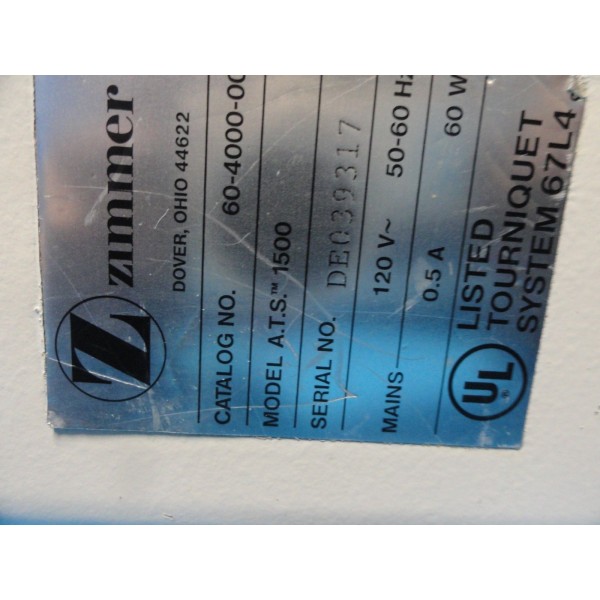 Z zimmer
DOVER, OHIO 44622
CATALOG NO. 60-4000-00
MODEL A.T.S.™ 1500
SERIAL NO. DE039317
MAINS 120 V~ 50-60 Hz
0.5 A 60 W
UL ® LISTED
TOURNIQUET
SYSTEM 67L4